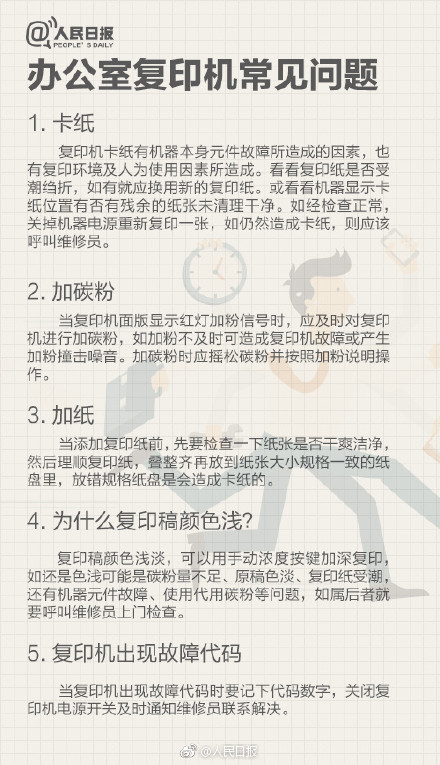 @人民日报
PEOPLE'S DAILY
办公室复印机常见问题
1. 卡纸
复印机卡纸有机器本身元件故障所造成的因素，也
有复印环境及人为使用因素所造成。看看复印纸是否受
潮绉折，如有就应换用新的复印纸。或看看机器显示卡
纸位置有否有残余的纸张未清理干净。如经检查正常，
关掉机器电源重新复印一张，如仍然造成卡纸，则应该
呼叫维修员。
2. 加碳粉
当复印机面版显示红灯加粉信号时，应及时对复印
机进行加碳粉，如加粉不及时可造成复印机故障或产生
加粉撞击噪音。加碳粉时应摇松碳粉并按照加粉说明操
作。
3. 加纸
当添加复印纸前，先要检查一下纸张是否干爽洁净，
然后理顺复印纸，叠整齐再放到纸张大小规格一致的纸
盘里，放错规格纸盘是会造成卡纸的。
4. 为什么复印稿颜色浅？
复印稿颜色浅淡，可以用手动浓度按键加深复印，
如还是色浅可能是碳粉量不足、原稿色淡、复印纸受潮，
还有机器元件故障、使用代用碳粉等问题，如属后者就
要呼叫维修员上门检查。
5. 复印机出现故障代码
当复印机出现故障代码时要记下代码数字，关闭复
印机电源开关及时通知维修员联系解决。
@人民日报